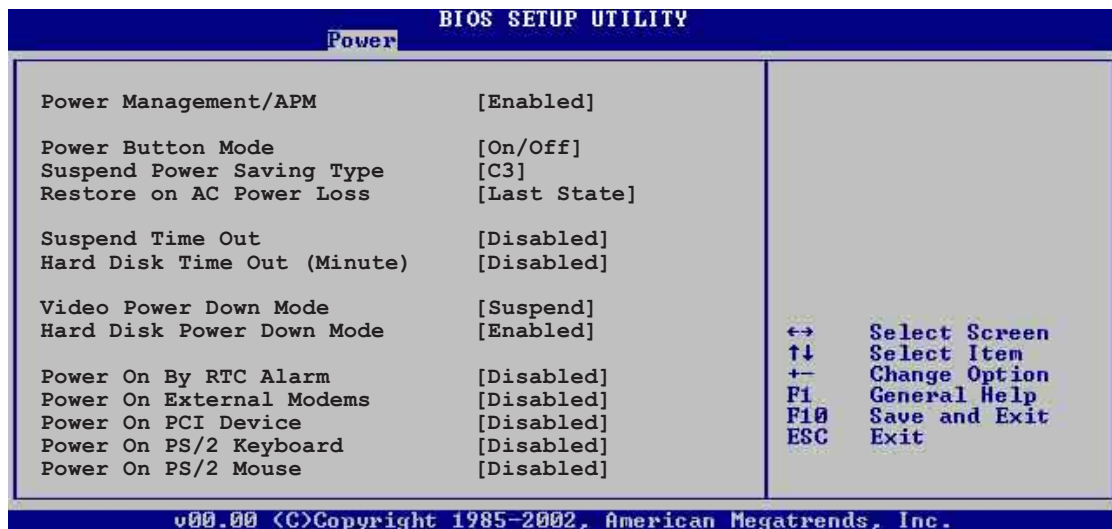 BIOS SETUP UTILITY
Power
Power Management/APM [Enabled]
Power Button Mode [On/Off]
Suspend Power Saving Type [C3]
Restore on AC Power Loss [Last State]
Suspend Time Out [Disabled]
Hard Disk Time Out (Minute) [Disabled]
Video Power Down Mode [Suspend]
Hard Disk Power Down Mode [Enabled]
Power On By RTC Alarm [Disabled]
Power On External Modems [Disabled]
Power On PCI Device [Disabled]
Power On PS/2 Keyboard [Disabled]
Power On PS/2 Mouse [Disabled]
←→ Select Screen
↑↓ Select Item
+- Change Option
F1 General Help
F10 Save and Exit
ESC Exit
v00.00 (C)Copyright 1985-2002, American Megatrends, Inc.